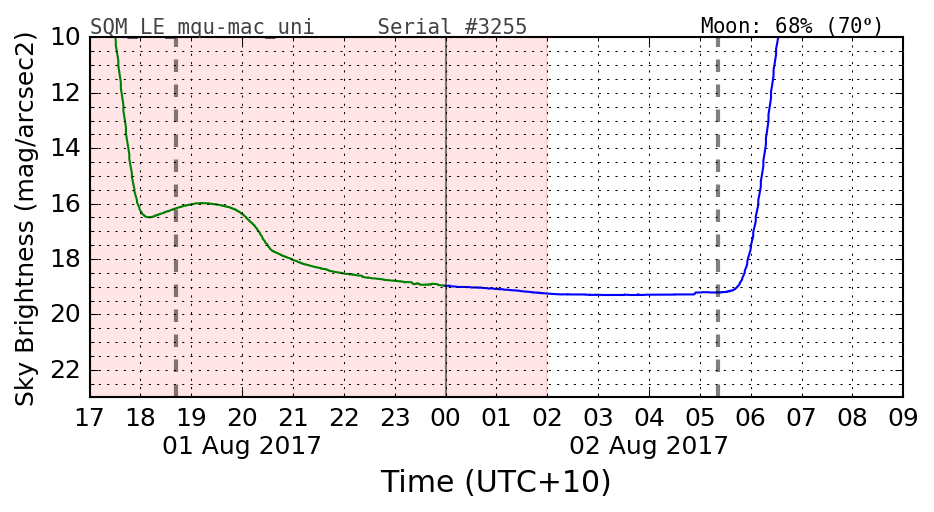 SQM_LE_mqu-mac_uni Serial #3255 Moon: 68% (70º)
Sky Brightness (mag/arcsec2)
10
12
14
16
18
20
22
17 18 19 20 21 22 23 00 01 02 03 04 05 06 07 08 09
01 Aug 2017 02 Aug 2017
Time (UTC+10)